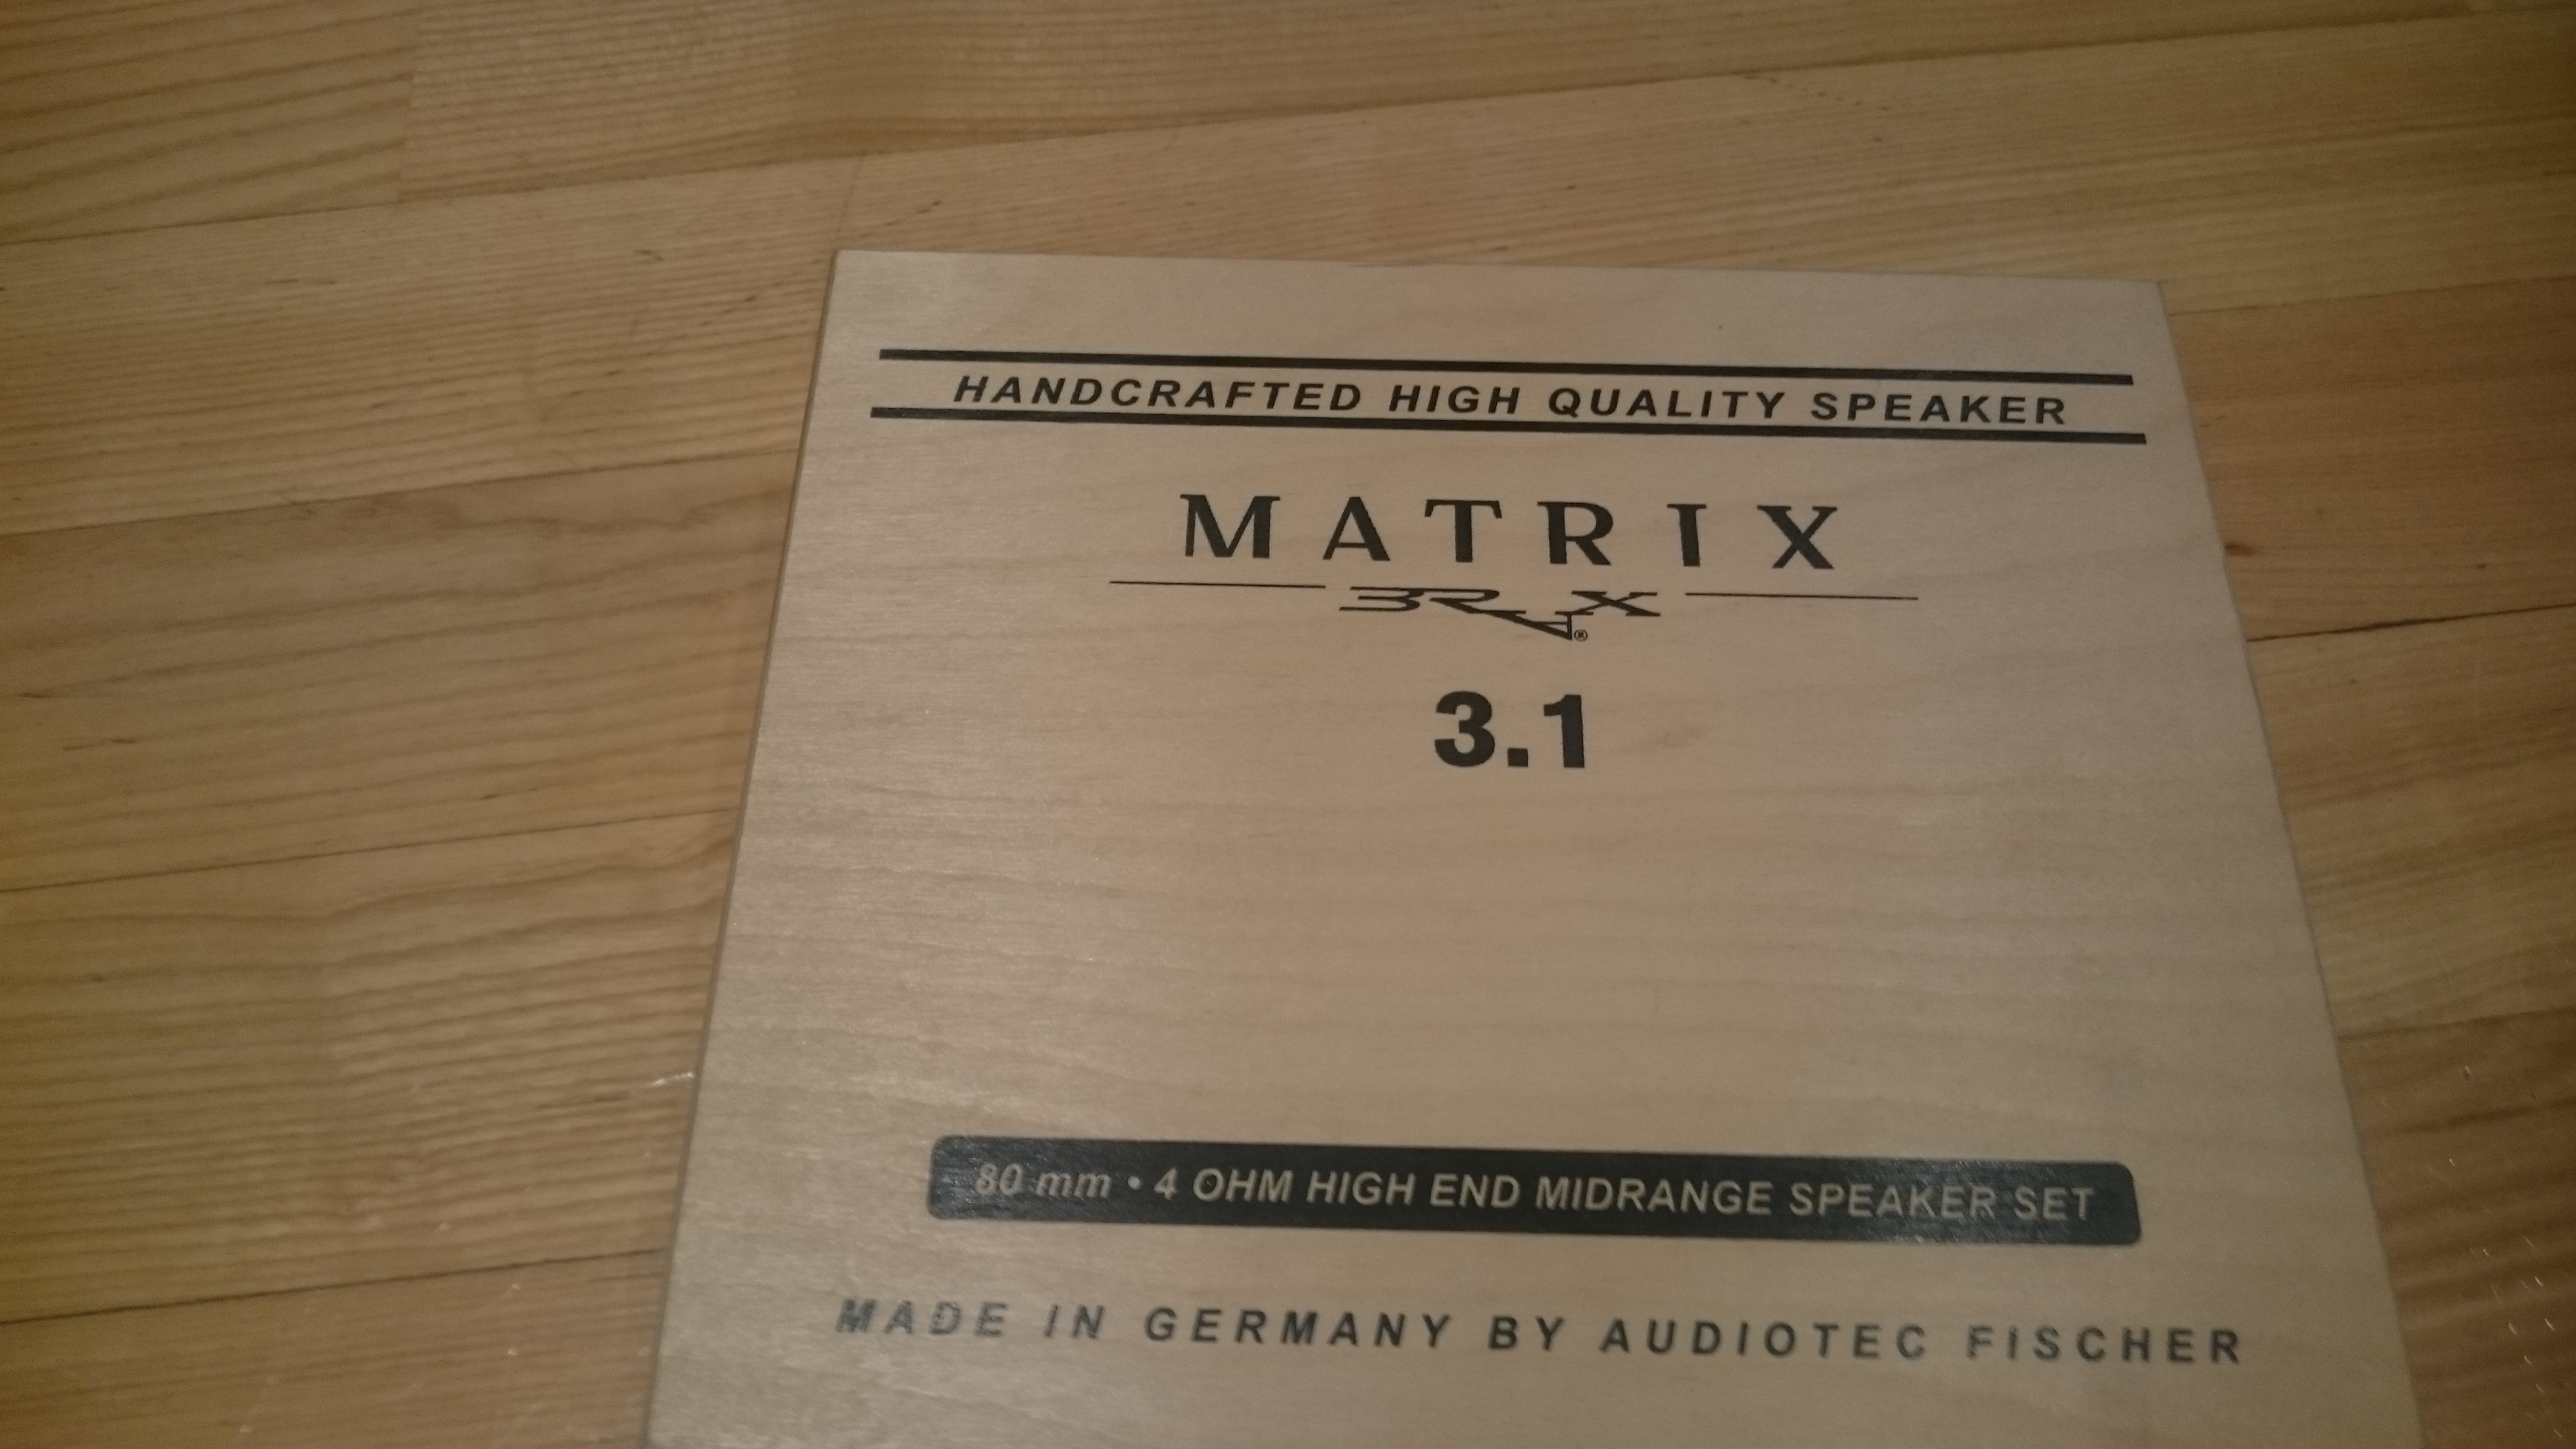 HANDCRAFTED HIGH QUALITY SPEAKER
MATRIX
BRAX®
3.1
80 mm • 4 OHM HIGH END MIDRANGE SPEAKER SET
MADE IN GERMANY BY AUDIOTEC FISCHER